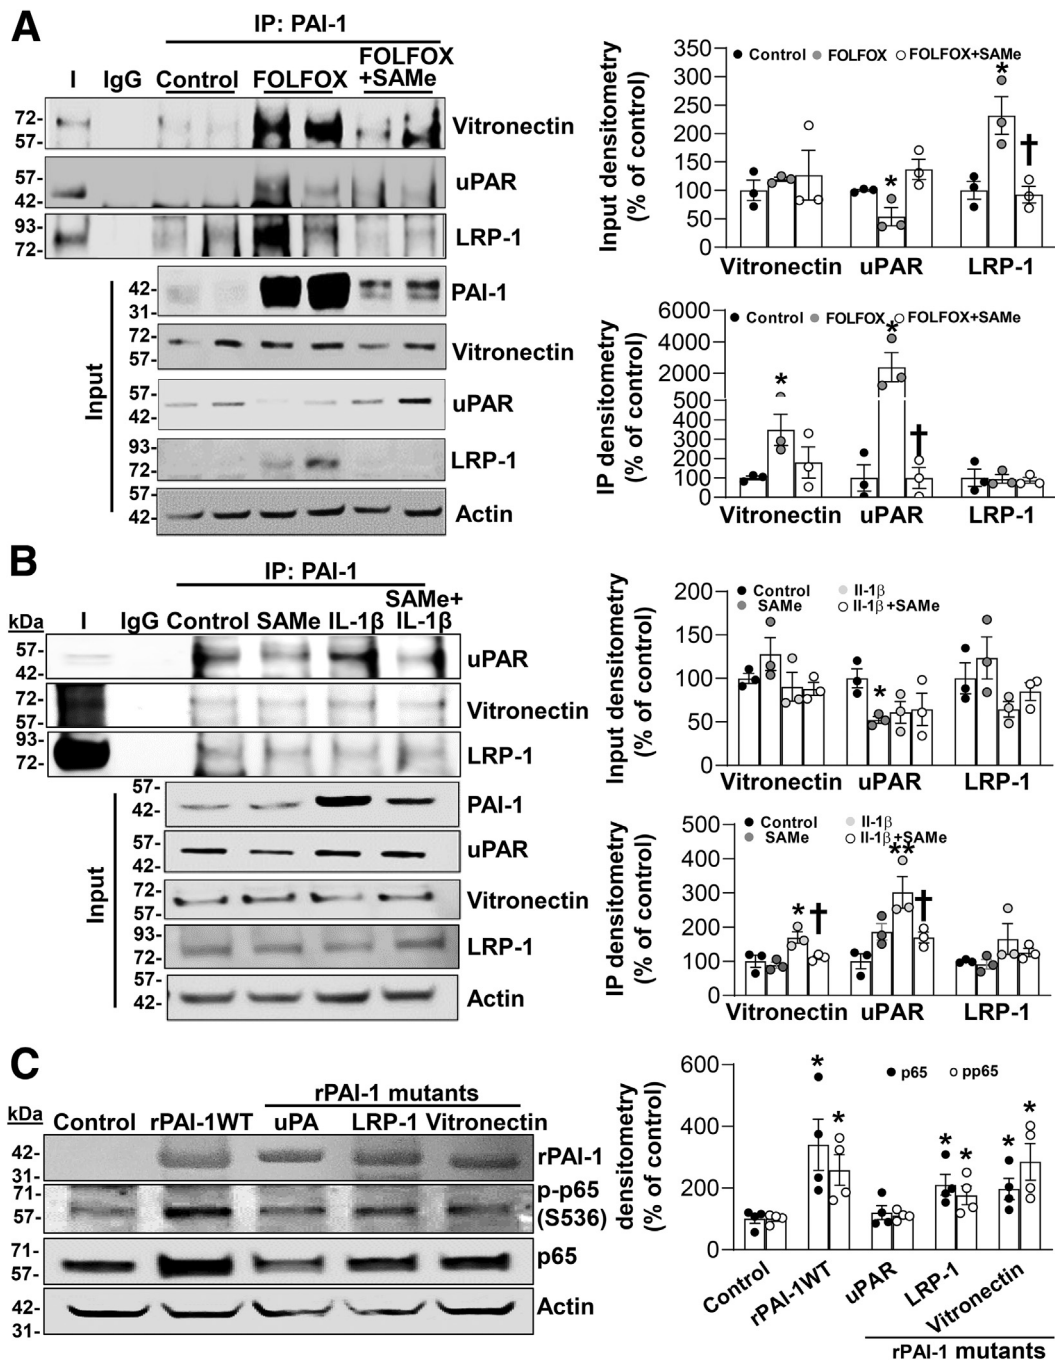 A
IP: PAI-1
I IgG Control FOLFOX FOLFOX +SAMe
72-
57-
Vitronectin
57-
42-
uPAR
93-
72-
LRP-1
Input
42-
31-
PAI-1
72-
57-
Vitronectin
57-
42-
uPAR
93-
72-
LRP-1
57-
42-
Actin
Input densitometry
(% of control)
350
300
250
200
150
100
50
0
Control FOLFOX FOLFOX+SAMe
* * †
Vitronectin uPAR LRP-1
IP densitometry
(% of control)
6000
4000
2000
500
400
300
200
100
0
Control FOLFOX FOLFOX+SAMe
* * †
Vitronectin uPAR LRP-1
B
IP: PAI-1
kDa I IgG Control SAMe IL-1β SAMe+ IL-1β
57-
42-
uPAR
72-
57-
Vitronectin
93-
72-
LRP-1
Input
57-
42-
PAI-1
57-
42-
uPAR
72-
57-
Vitronectin
93-
72-
LRP-1
57-
42-
Actin
Input densitometry
(% of control)
200
150
100
50
0
Control Il-1β
SAMe Il-1β+SAMe
*
Vitronectin uPAR LRP-1
IP densitometry
(% of control)
500
400
300
200
100
0
Control Il-1β
SAMe Il-1β+SAMe
* † ** †
Vitronectin uPAR LRP-1
C
rPAI-1 mutants
kDa Control rPAI-1WT uPA LRP-1 Vitronectin
42-
31-
rPAI-1
71-
57-
p-p65
(S536)
71-
57-
p65
42-
31-
Actin
densitometry
(% of control)
600
400
200
0
p65 pp65
* * * * * *
Control rPAI-1WT uPAR LRP-1 Vitronectin
rPAI-1 mutants